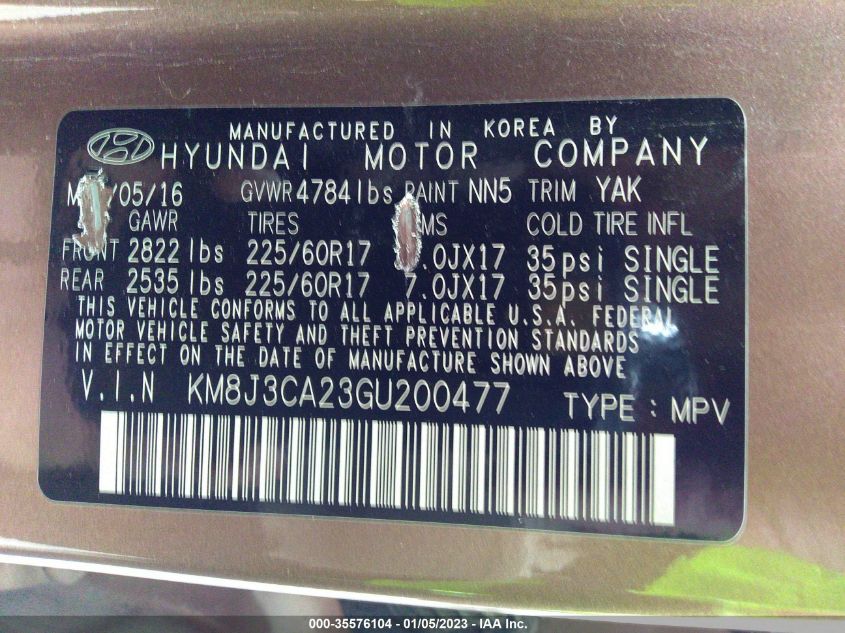 MANUFACTURED IN KOREA BY
HYUNDAI MOTOR COMPANY
/05/16 GVWR 4784 lbs PAINT NN5 TRIM YAK
GAWR TIRES COLD TIRE INFL
FRONT 2822 lbs 225/60R17 .0JX17 35psi SINGLE
REAR 2535 lbs 225/60R17 7.0JX17 35psi SINGLE
THIS VEHICLE CONFORMS TO ALL APPLICABLE U.S.A. FEDERAL
MOTOR VEHICLE SAFETY AND THEFT PREVENTION STANDARDS
IN EFFECT ON THE DATE OF MANUFACTURE SHOWN ABOVE
V.I.N KM8J3CA23GU200477 TYPE : MPV
000-35576104 - 01/05/2023 - IAA Inc.